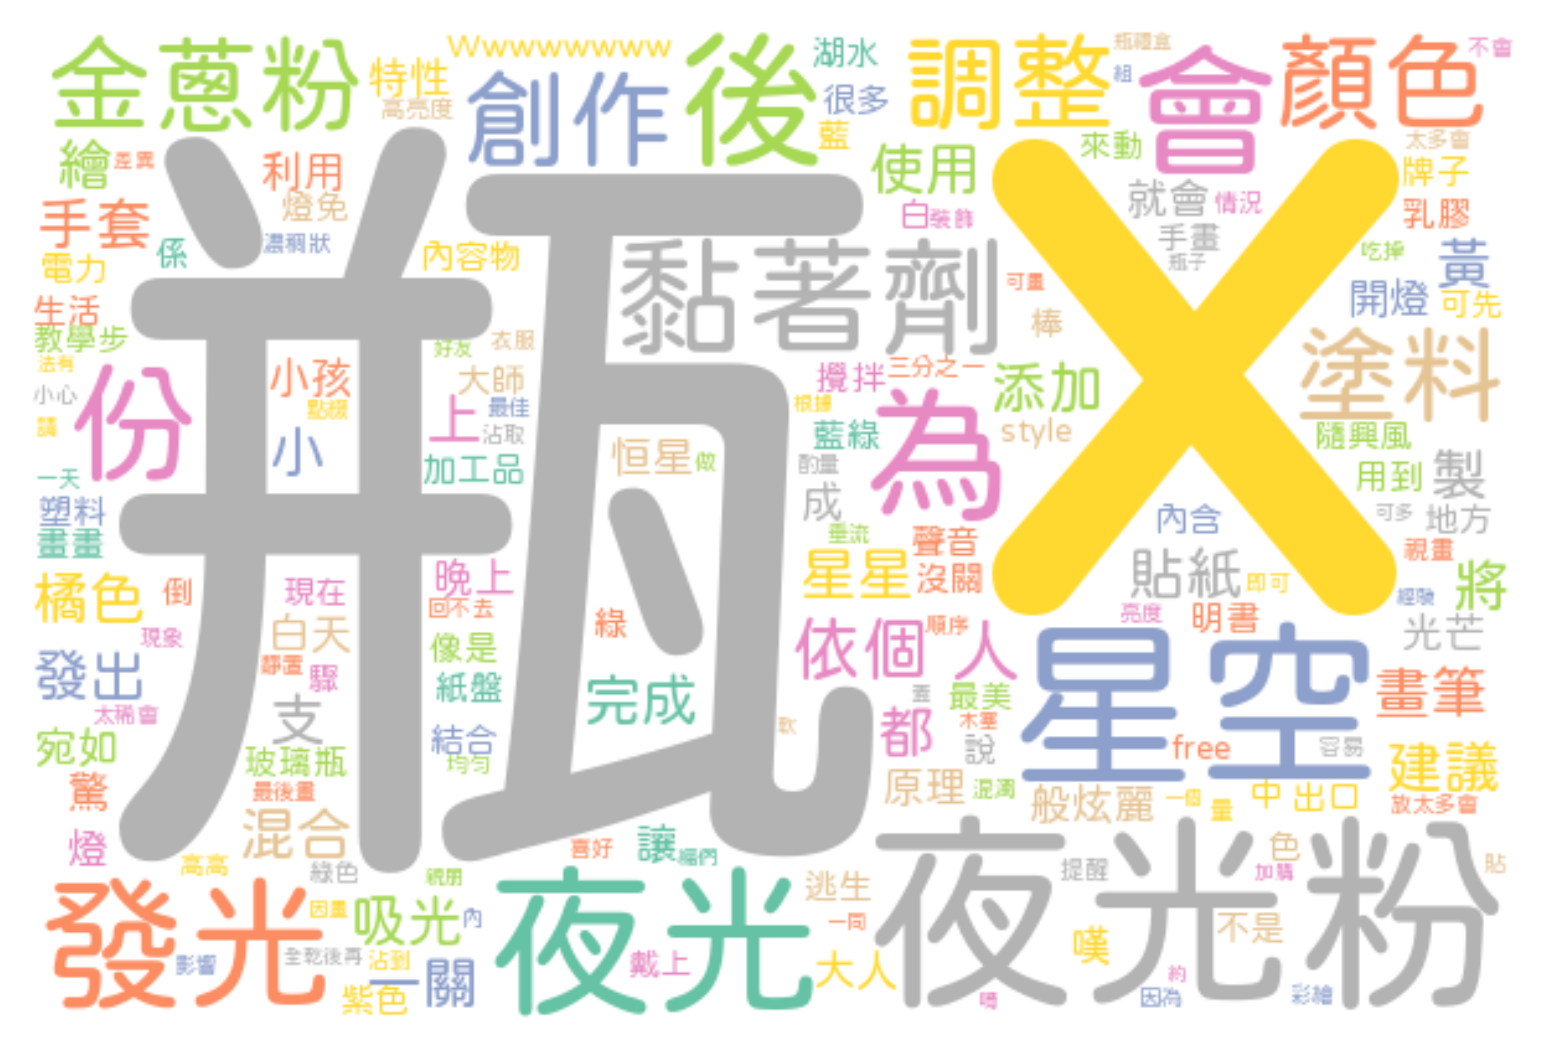 金蔥粉
特性
Wwwwwwww
高亮度
創作
後
湖水
很多
藍
調整
瓶禮盒
組
會
顏色
不會
繪
差異
利用
燈免
使用
來動
太多會
牌子
手套
係
濃稠狀
內容物
白
裝飾
就會
情況
乳膠
電力
瓶
黏著劑
X
手畫
瓶子
吃掉
黃
生活
可量
開燈
可先
教學步
好友
衣服
棒
法有
小孩
大師
攪拌
三分之一
添加
塗料
小心
份
點綴
上
最佳
沾取
根據
為
style
隨興風
小
加工品
恒星
做
藍綠
酌量
用到
製
一天
成
可多
地方
塑料
內含
畫畫
垂流
聲音
視畫
橘色
倒
現在
晚上
回不去
星星
沒關
貼紙
即可
經驗
將
現象
白天
綠
亮度
明書
光芒
發出
靜置
驟
像是
依個
順序
人
星空
太稀會
紙盤
完成
最美
畫筆
支
宛如
玻璃瓶
結合
均勻
軟
都
木塞
說
free
容易
建議
驚
最後畫
原理
混濁
般炫麗
一個
量
中
出口
放太多會
燈
混合
喜好
讓
高高
綠色
親朋
逃生
夜光粉
提醒
色
加購
貼
發光
因量
吸光
內
夜光
一同
不是
影響
全乾後再
沾到
一關
戴上
大人
嘆
紫色
約
因為
彩繪